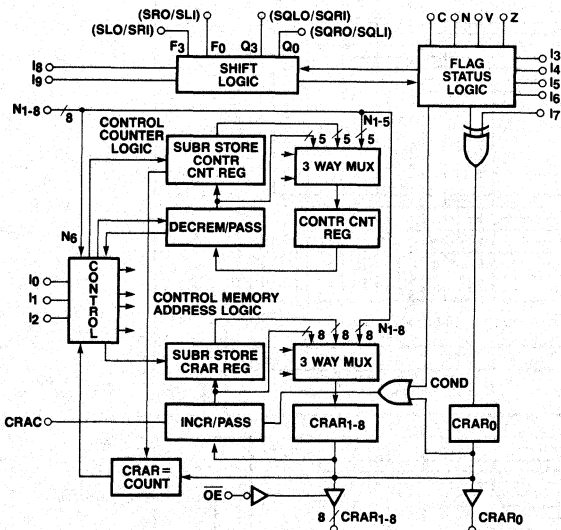 (SRO/SLI) (SQLO/SQRI)
(SLO/SRI) (SQRO/SQLI)
F3 F0 Q3 Q0
C N V Z
I8
I9
SHIFT LOGIC
FLAG STATUS LOGIC
I3
I4
I5
I6
I7
N1-8 8
CONTROL COUNTER LOGIC
SUBR STORE CONTR CNT REG
N1-5
5 5 5
3 WAY MUX
DECREM/PASS
CONTR CNT REG
N6
I0
I1
I2
CONTROL
CONTROL MEMORY ADDRESS LOGIC
SUBR STORE CRAR REG
8 8 8
N1-8
3 WAY MUX
COND
CRAC
INCR/PASS
CRAR1-8
CRAR0
CRAR = COUNT
OE
8 CRAR1-8
CRAR0